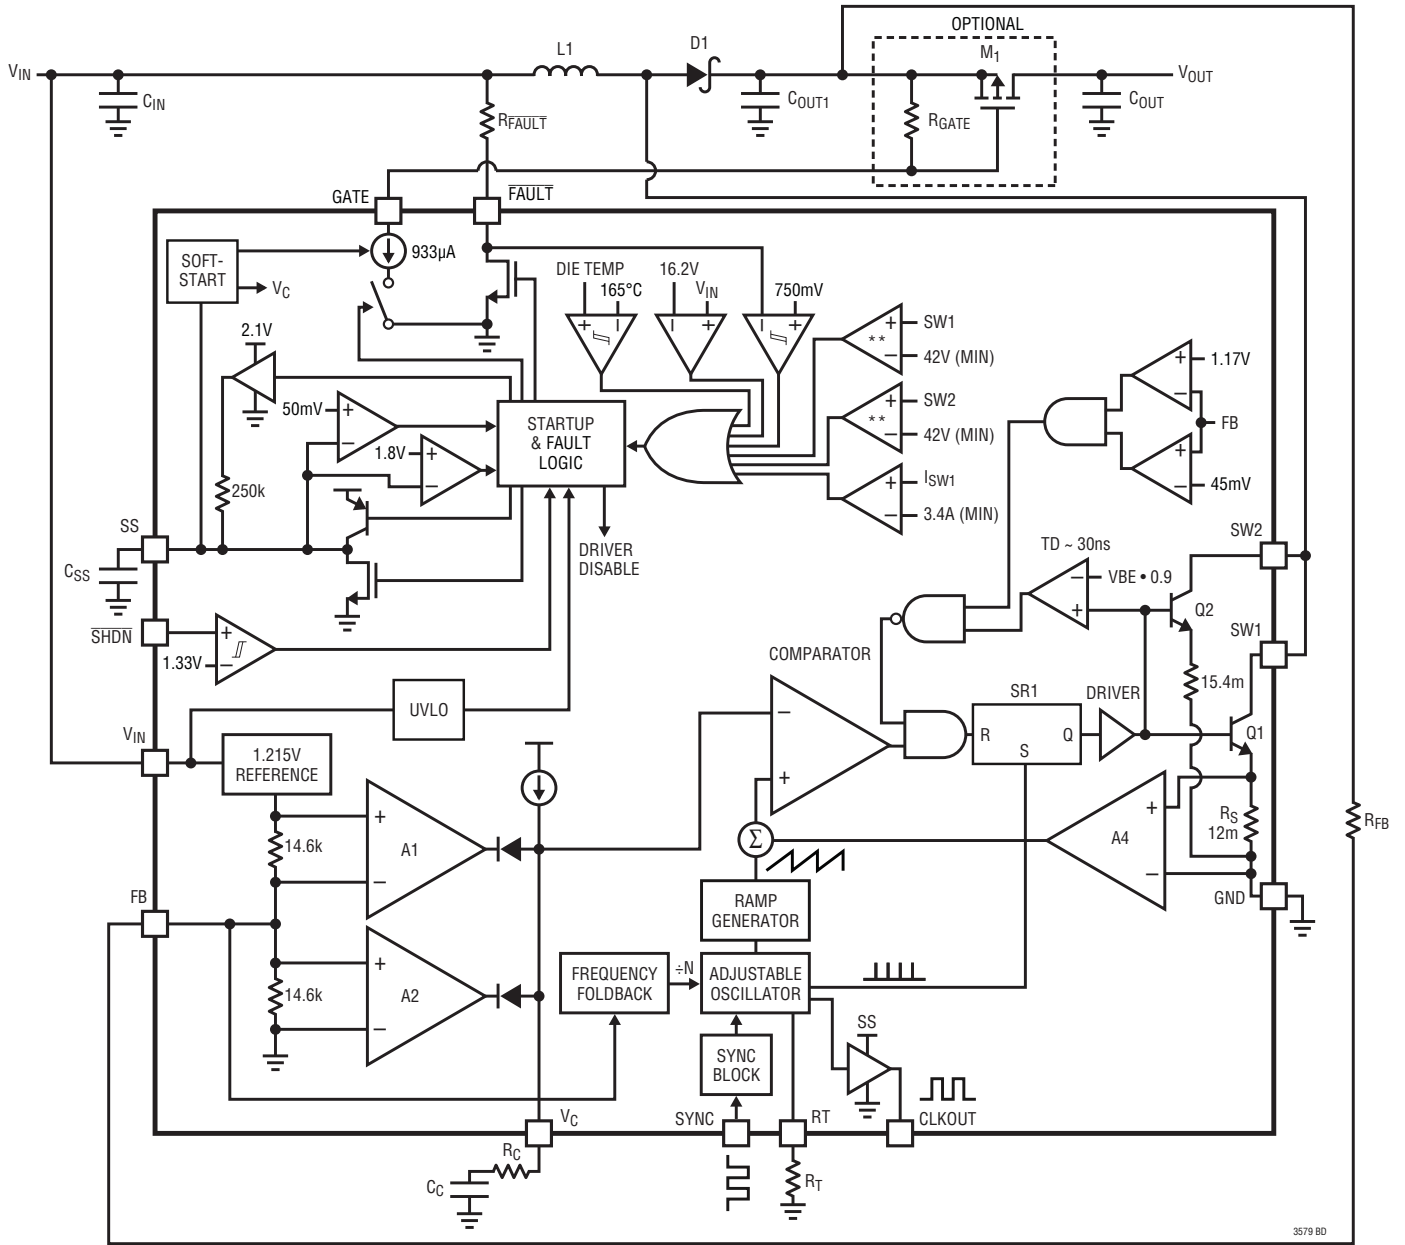 OPTIONAL
L1
D1
M1
VIN
VOUT
CIN
RFAULT
COUT1
RGATE
COUT
GATE
FAULT
SOFT-
START
933µA
VC
DIE TEMP
165°C
16.2V
VIN
750mV
+
–
–
+
–
+
2.1V
+
**
–
SW1
42V (MIN)
+
**
–
SW2
42V (MIN)
+
–
ISW1
3.4A (MIN)
+
–
1.17V
FB
+
–
45mV
50mV
+
–
1.8V
+
–
STARTUP
& FAULT
LOGIC
250k
SS
CSS
DRIVER
DISABLE
TD ~ 30ns
–
+
VBE • 0.9
SW2
Q2
SHDN
1.33V
+
–
COMPARATOR
SW1
15.4m
UVLO
SR1
DRIVER
R
Q
S
Q1
VIN
1.215V
REFERENCE
–
+
14.6k
+
A1
–
Σ
+
A4
–
RS
12m
RFB
FB
GND
RAMP
GENERATOR
14.6k
+
A2
–
FREQUENCY
FOLDBACK
÷N
ADJUSTABLE
OSCILLATOR
SYNC
BLOCK
SS
VC
SYNC
RT
CLKOUT
RC
CC
RT
3579 BD